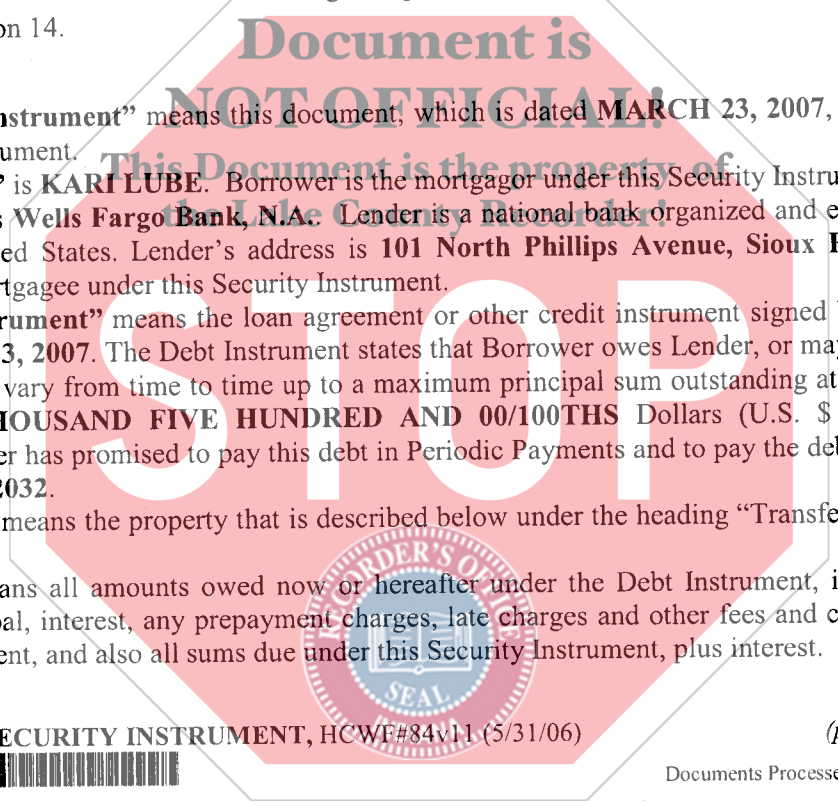 on 14.
Document is
NOT OFFICIAL!
nstrument” means this document, which is dated MARCH 23, 2007,
ument.
This Document is the property of
” is KARI LUBE. Borrower is the mortgagor under this Security Instru
the Lake County Recorder!
s Wells Fargo Bank, N.A.. Lender is a national bank organized and e
ed States. Lender’s address is 101 North Phillips Avenue, Sioux F
rtgagee under this Security Instrument.
rument” means the loan agreement or other credit instrument signed
3, 2007. The Debt Instrument states that Borrower owes Lender, or may
vary from time to time up to a maximum principal sum outstanding at
HOUSAND FIVE HUNDRED AND 00/100THS Dollars (U.S. $
er has promised to pay this debt in Periodic Payments and to pay the deb
2032.
STOP
means the property that is described below under the heading “Transfe
ans all amounts owed now or hereafter under the Debt Instrument, i
pal, interest, any prepayment charges, late charges and other fees and c
ent, and also all sums due under this Security Instrument, plus interest.
RECORDER'S OFFICE
SEAL
INDIANA
ECURITY INSTRUMENT, HCWF#84v11 (5/31/06)
Documents Processe